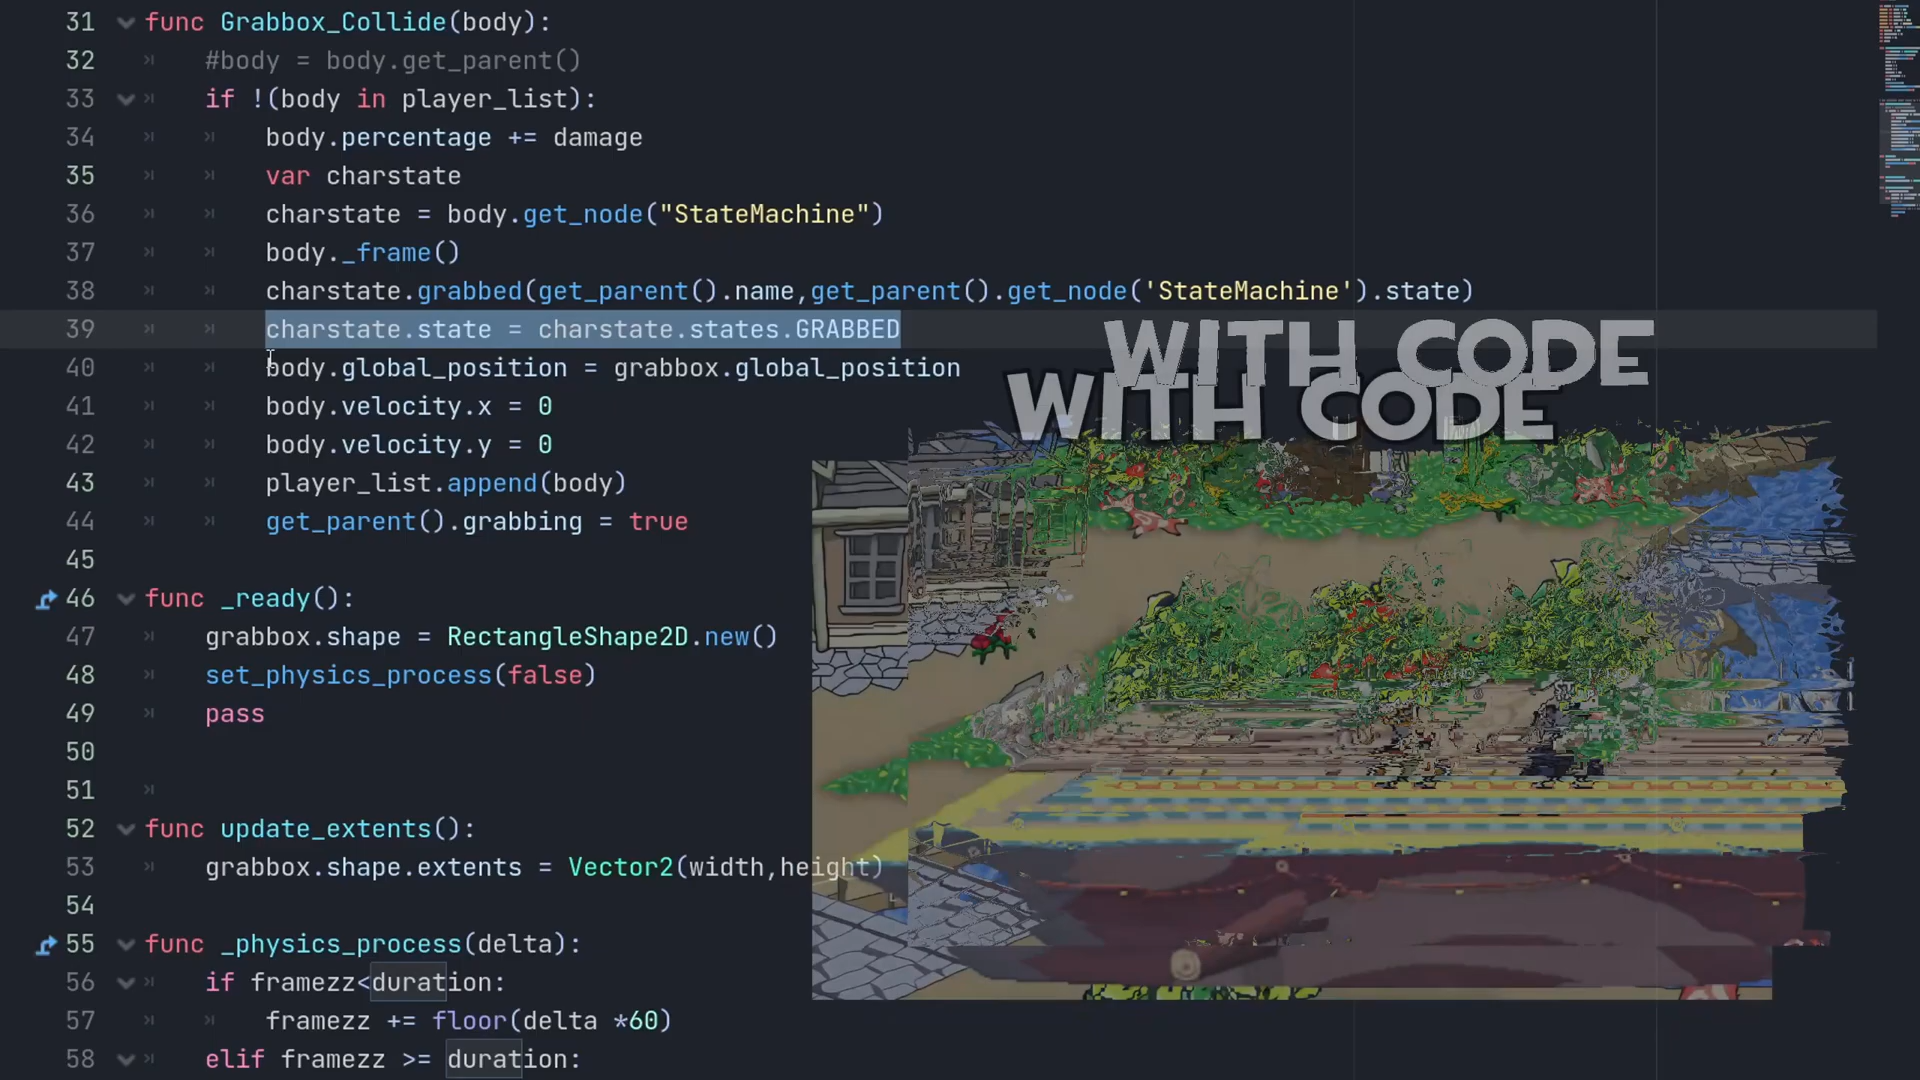 31 func Grabbox_Collide(body):
32 #body = body.get_parent()
33 if !(body in player_list):
34 body.percentage += damage
35 var charstate
36 charstate = body.get_node("StateMachine")
37 body._frame()
38 charstate.grabbed(get_parent().name,get_parent().get_node('StateMachine').state)
39 charstate.state = charstate.states.GRABBED
WITH CODE
40 body.global_position = grabbox.global_position
WITH CODE
41 body.velocity.x = 0
42 body.velocity.y = 0
43 player_list.append(body)
44 get_parent().grabbing = true
45
46 func _ready():
47 grabbox.shape = RectangleShape2D.new()
48 set_physics_process(false)
49 pass
50
51
52 func update_extents():
53 grabbox.shape.extents = Vector2(width,height)
54
55 func _physics_process(delta):
56 if framezz<duration:
57 framezz += floor(delta *60)
58 elif framezz >= duration: